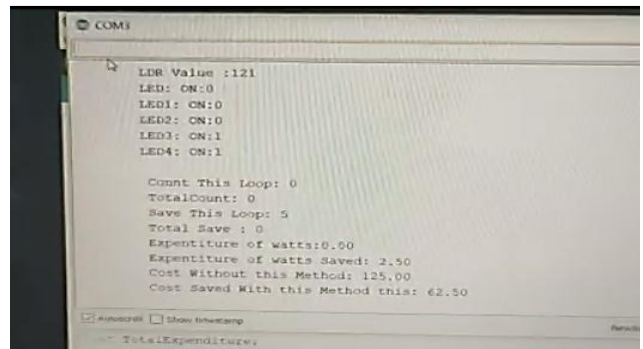 COM3
LDR Value :121
LED: ON:0
LED1: ON:0
LED2: ON:0
LED3: ON:1
LED4: ON:1
Count This Loop: 0
TotalCount: 0
Save This Loop: 5
Total Save : 0
Expentiture of watts:0.00
Expentiture of watts Saved: 2.50
Cost Without this Method: 125.00
Cost Saved With this Method this: 62.50
Autoscroll Show timestamp
TotalExpenditure;